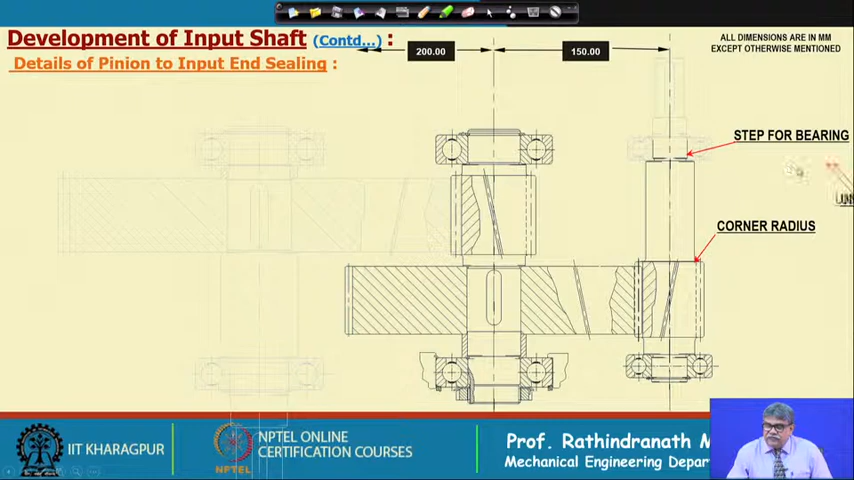 Development of Input Shaft (Contd...) :
Details of Pinion to Input End Sealing :
ALL DIMENSIONS ARE IN MM
EXCEPT OTHERWISE MENTIONED
200.00
150.00
STEP FOR BEARING
CORNER RADIUS
IIT KHARAGPUR
NPTEL
NPTEL ONLINE
CERTIFICATION COURSES
Prof. Rathindranath
Mechanical Engineering